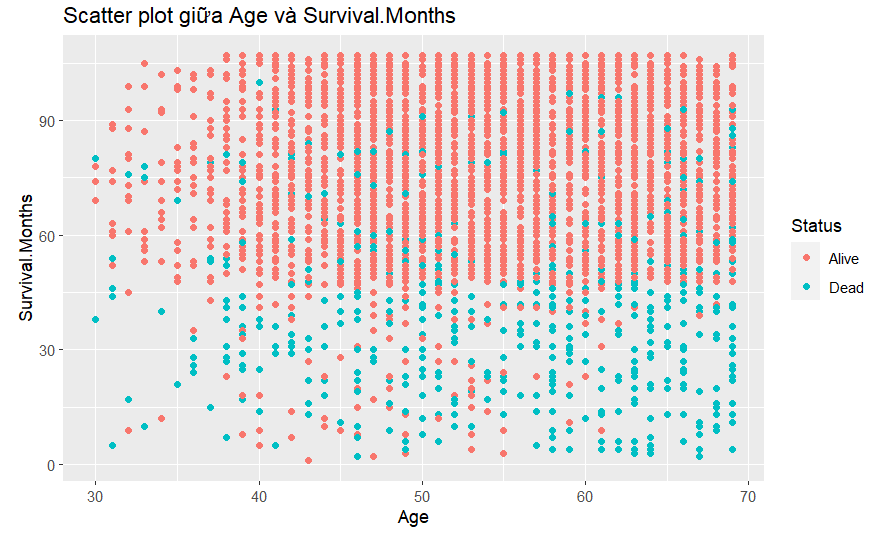 Scatter plot giữa Age và Survival.Months
Survival.Months
90
60
30
0
30 40 50 60 70
Age
Status
Alive
Dead